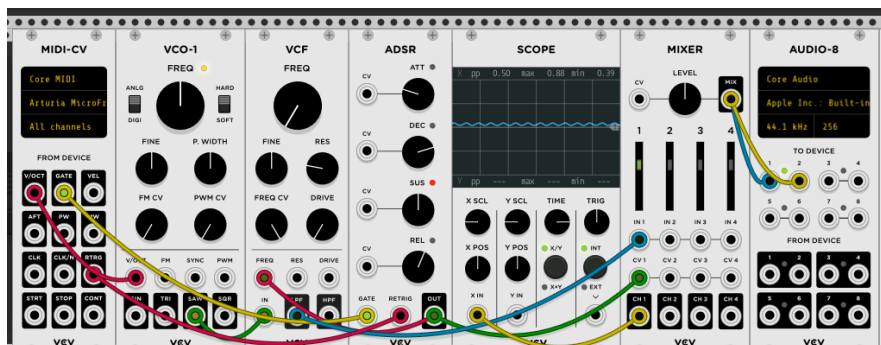 MIDI-CV
Core MIDI
Arturia MicroFr
All channels
FROM DEVICE
V/OCT GATE VEL
AFT PW MW
CLK CLK/N RTRG
STRT STOP CONT
VCV
VCO-1
FREQ
ANLG
DIGI
HARD
SOFT
FINE P. WIDTH
FM CV PWM CV
V/OCT FM SYNC PWM
SIN TRI SAW SQR
VCV
VCF
FREQ
FINE RES
FREQ CV DRIVE
FREQ RES DRIVE
IN LPF HPF
VCV
ADSR
ATT
CV
DEC
CV
SUS
CV
REL
CV
GATE RETRIG OUT
VCV
SCOPE
X pp 0.50 max 0.88 min 0.39
Y pp --- max --- min ---
X SCL Y SCL TIME TRIG
X POS Y POS X/Y INT
X×Y EXT
X IN Y IN
VCV
MIXER
LEVEL
CV MIX
1 2 3 4
IN 1 IN 2 IN 3 IN 4
CV 1 CV 2 CV 3 CV 4
CH 1 CH 2 CH 3 CH 4
VCV
AUDIO-8
Core Audio
Apple Inc.: Built-in
44.1 kHz 256
TO DEVICE
1 2 3 4
5 6 7 8
FROM DEVICE
1 2 3 4
5 6 7 8
VCV